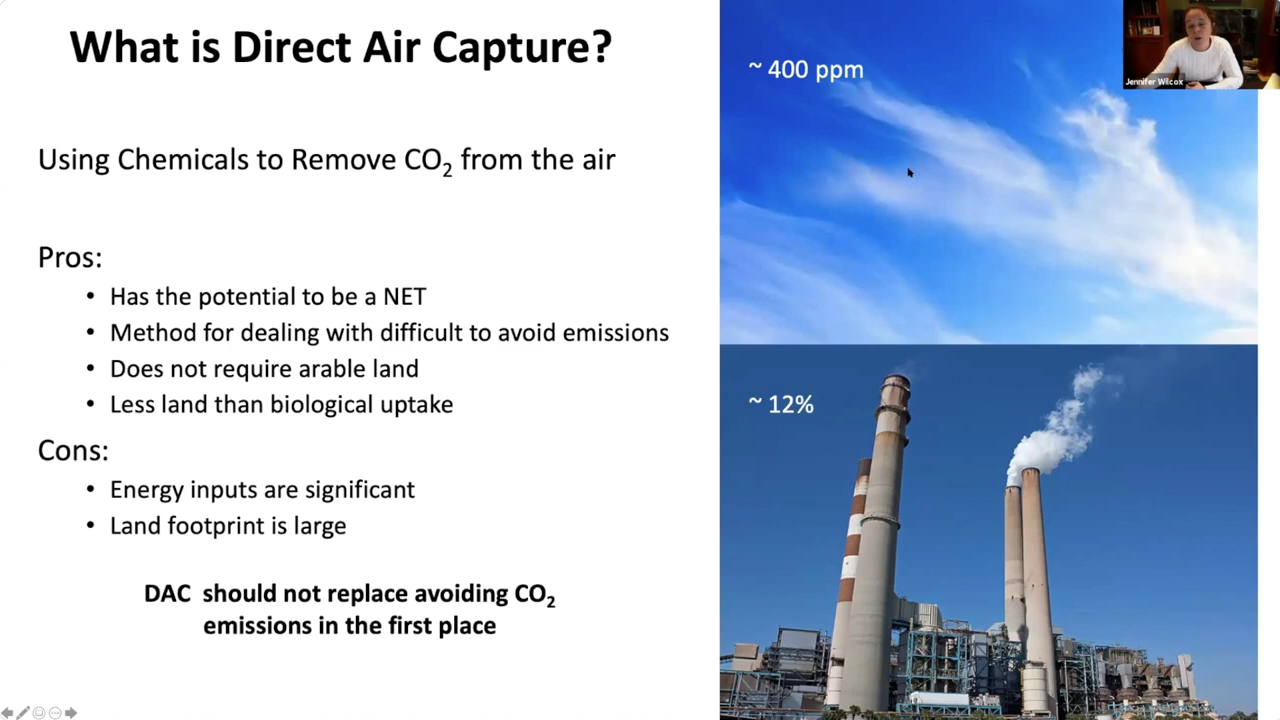 What is Direct Air Capture?
Using Chemicals to Remove CO₂ from the air
Pros:
• Has the potential to be a NET
• Method for dealing with difficult to avoid emissions
• Does not require arable land
• Less land than biological uptake
Cons:
• Energy inputs are significant
• Land footprint is large
DAC should not replace avoiding CO₂
emissions in the first place
~ 400 ppm
Jennifer Wilcox
~ 12%